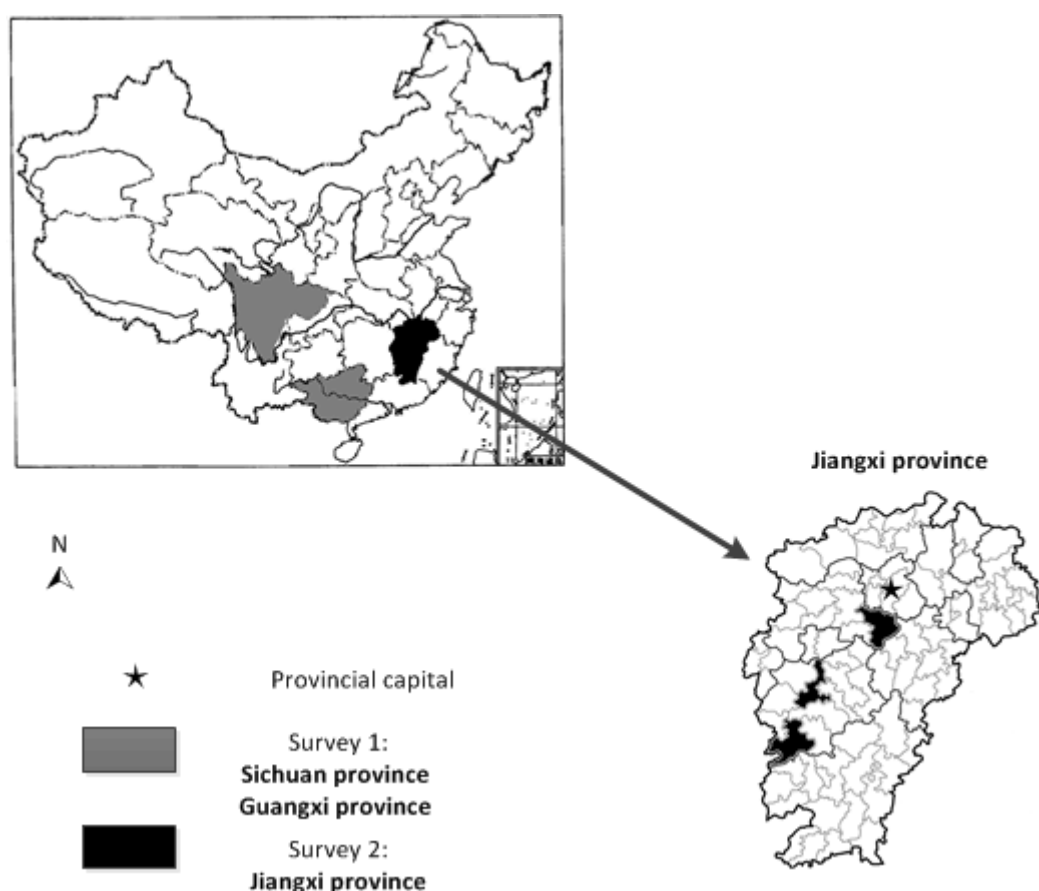 Jiangxi province
N
Provincial capital
Survey 1:
Sichuan province
Guangxi province
Survey 2:
Jiangxi province